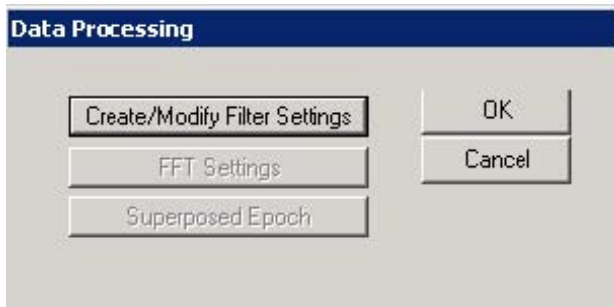 Data Processing
Create/Modify Filter Settings
OK
FFT Settings
Cancel
Superposed Epoch